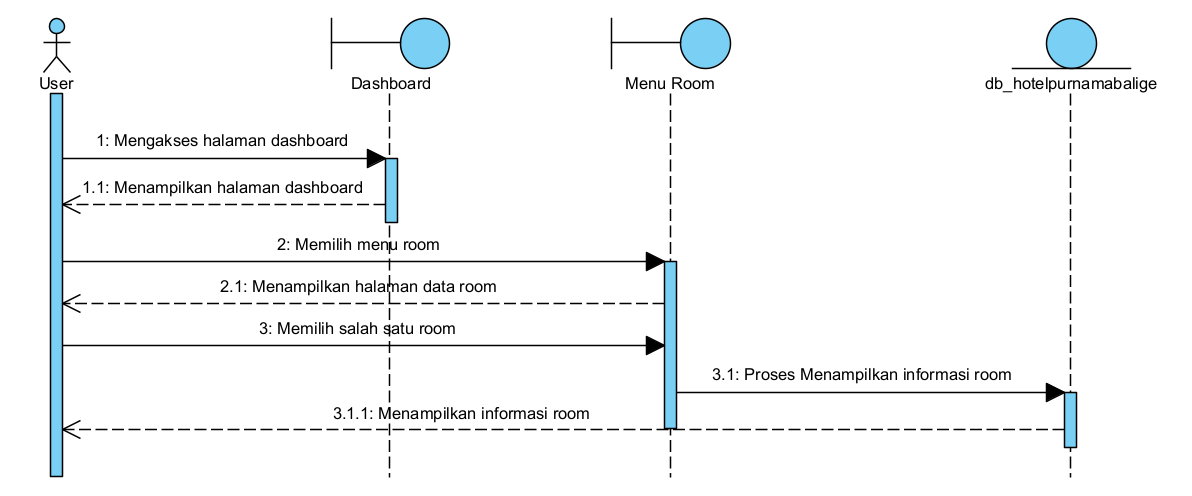 User
Dashboard
Menu Room
db_hotelpurnamabalige
1: Mengakses halaman dashboard
1.1: Menampilkan halaman dashboard
2: Memilih menu room
2.1: Menampilkan halaman data room
3: Memilih salah satu room
3.1: Proses Menampilkan informasi room
3.1.1: Menampilkan informasi room